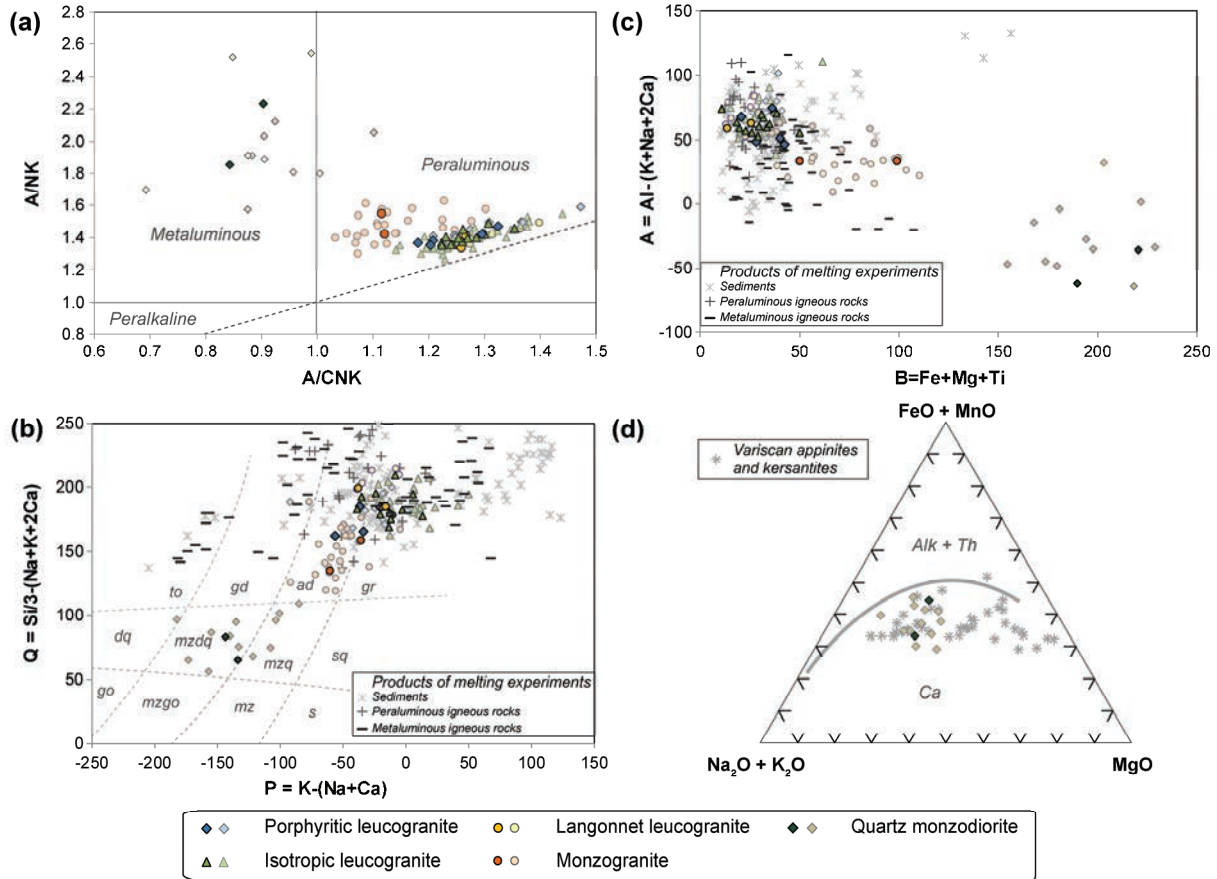 (a)
A/NK
2.8
2.6
2.4
2.2
2.0
1.8
1.6
1.4
1.2
1.0
0.8
Metaluminous
Peraluminous
Peralkaline
0.6 0.7 0.8 0.9 1.0 1.1 1.2 1.3 1.4 1.5
A/CNK
(c)
A = Al-(K+Na+2Ca)
150
100
50
0
-50
-100
Products of melting experiments
Sediments
Peraluminous igneous rocks
Metaluminous igneous rocks
0 50 100 150 200 250
B=Fe+Mg+Ti
(b)
Q = Si/3-(Na+K+2Ca)
250
200
150
100
50
0
to gd ad gr
dq mzdq mzq sq
go mzgo mz s
Products of melting experiments
Sediments
Peraluminous igneous rocks
Metaluminous igneous rocks
-250 -200 -150 -100 -50 0 50 100 150
P = K-(Na+Ca)
(d)
FeO + MnO
Variscan appinites
and kersantites
Alk + Th
Ca
Na₂O + K₂O
MgO
Porphyritic leucogranite Langonnet leucogranite Quartz monzodiorite
Isotropic leucogranite Monzogranite